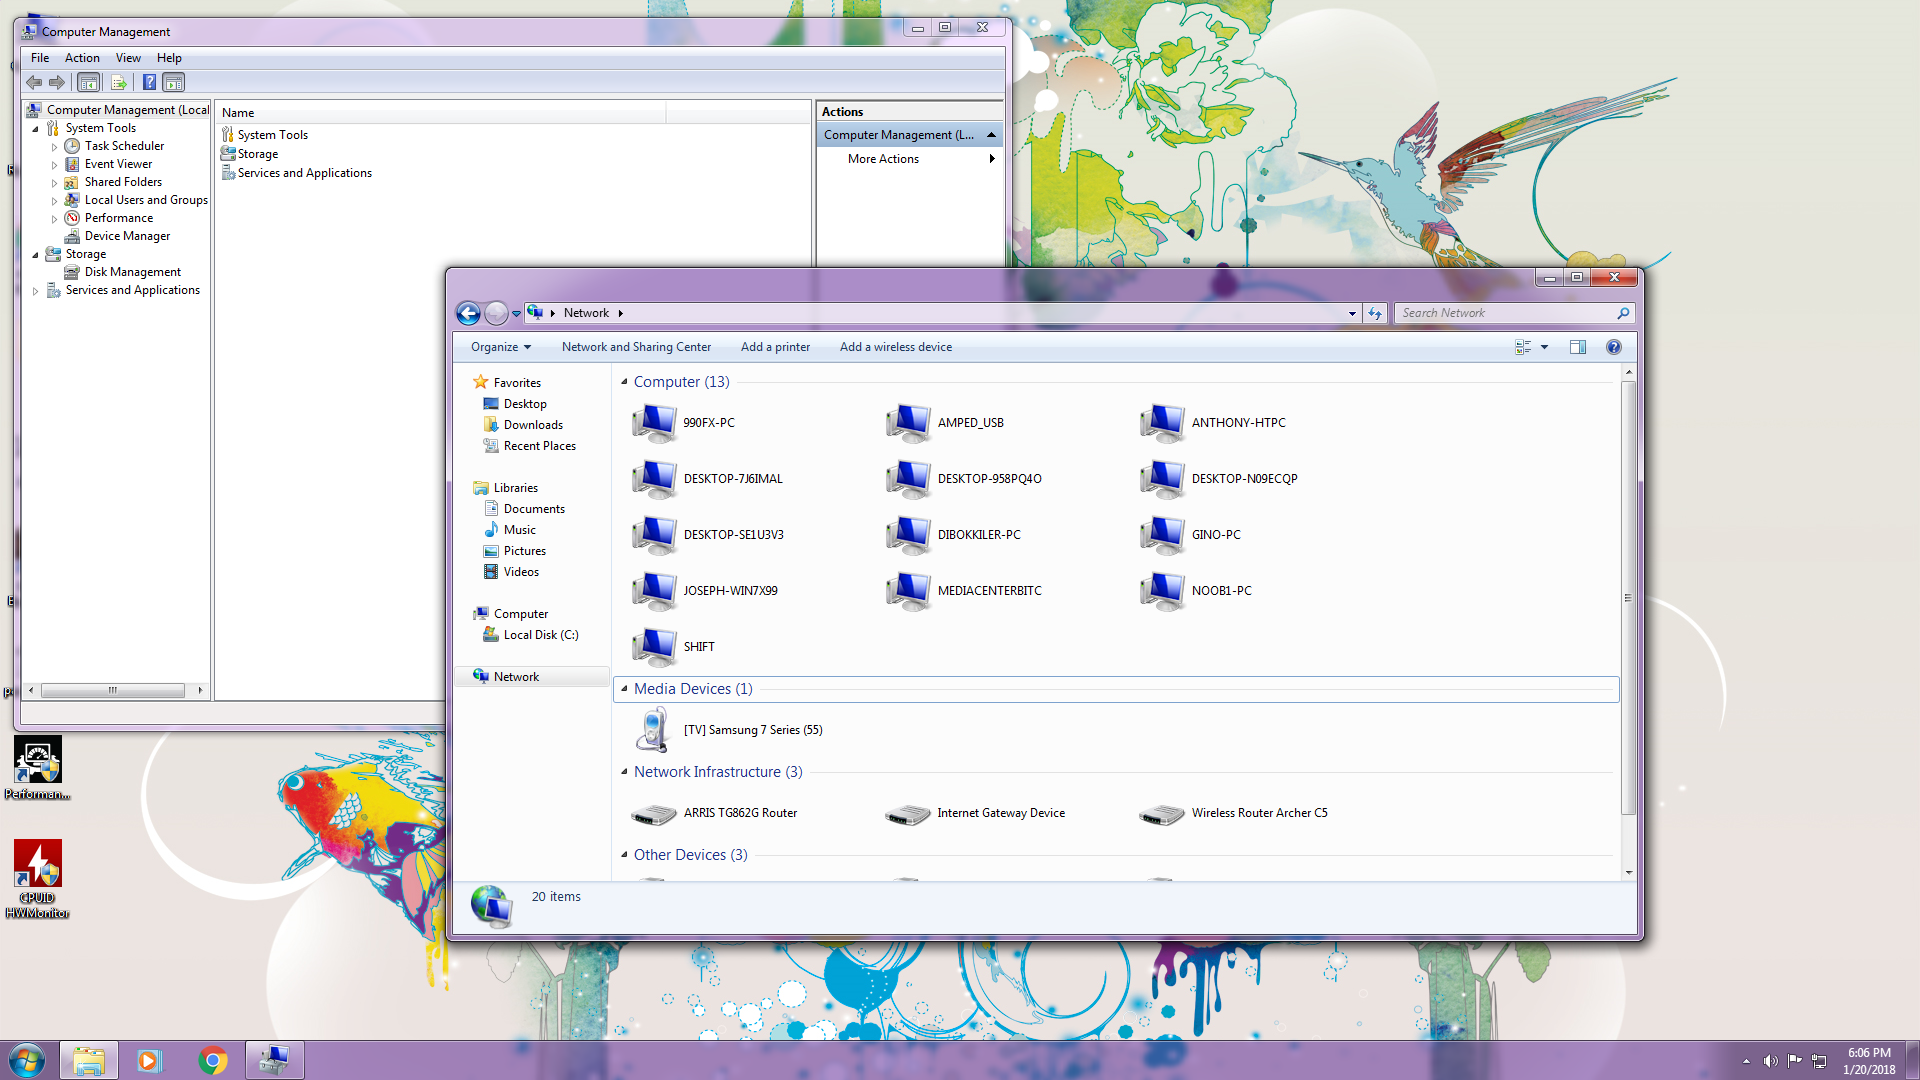 Computer Management
File Action View Help
Computer Management (Local
System Tools
Task Scheduler
Event Viewer
Shared Folders
Local Users and Groups
Performance
Device Manager
Storage
Disk Management
Services and Applications
Name
System Tools
Storage
Services and Applications
Actions
Computer Management (L...
More Actions
Network
Search Network
Organize Network and Sharing Center Add a printer Add a wireless device
Favorites
Desktop
Downloads
Recent Places
Libraries
Documents
Music
Pictures
Videos
Computer
Local Disk (C:)
Network
Computer (13)
990FX-PC AMPED_USB ANTHONY-HTPC
DESKTOP-7J6IMAL DESKTOP-958PQ4O DESKTOP-N09ECQP
DESKTOP-SE1U3V3 DIBOKKILER-PC GINO-PC
JOSEPH-WIN7X99 MEDIACENTERBITC NOOB1-PC
SHIFT
Media Devices (1)
[TV] Samsung 7 Series (55)
Network Infrastructure (3)
ARRIS TG862G Router Internet Gateway Device Wireless Router Archer C5
Other Devices (3)
20 items
Performan...
CPUID
HWMonitor
6:06 PM
1/20/2018